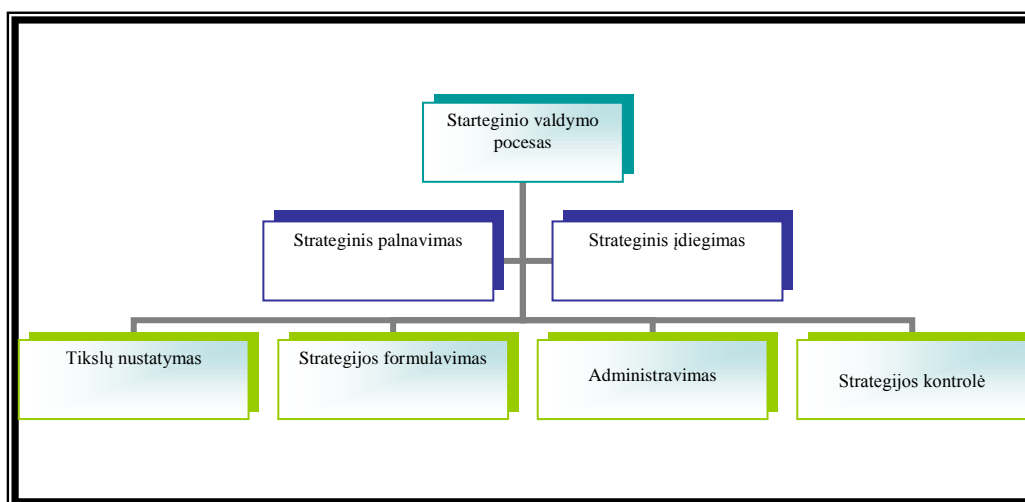 Starteginio valdymo
pocesas
Strateginis palnavimas
Strateginis įdiegimas
Tikslų nustatymas
Strategijos formulavimas
Administravimas
Strategijos kontrolė